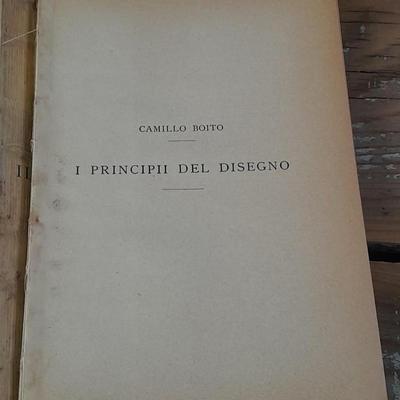 CAMILLO BOITO
I PRINCIPII DEL DISEGNO